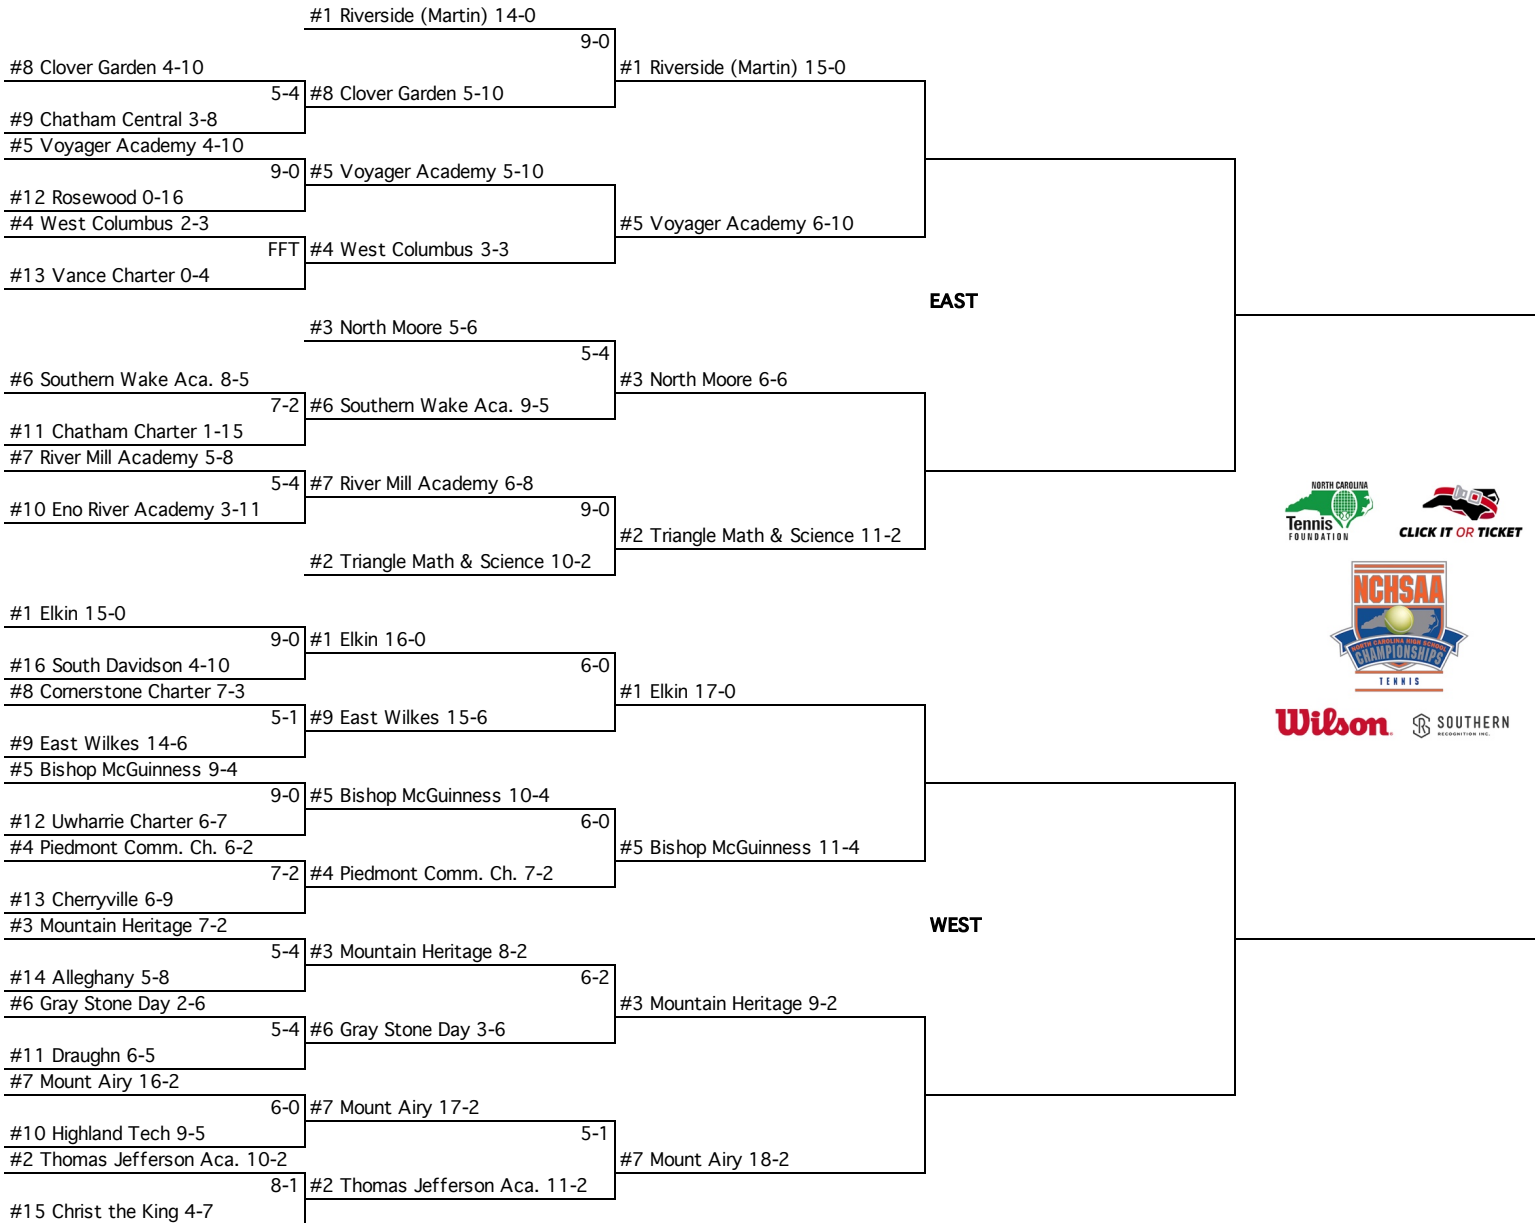 #1 Riverside (Martin) 14-0
9-0
#8 Clover Garden 4-10
#1 Riverside (Martin) 15-0
5-4
#8 Clover Garden 5-10
#9 Chatham Central 3-8
#5 Voyager Academy 4-10
9-0
#5 Voyager Academy 5-10
#12 Rosewood 0-16
#4 West Columbus 2-3
#5 Voyager Academy 6-10
FFT
#4 West Columbus 3-3
#13 Vance Charter 0-4
EAST
#3 North Moore 5-6
5-4
#6 Southern Wake Aca. 8-5
#3 North Moore 6-6
7-2
#6 Southern Wake Aca. 9-5
#11 Chatham Charter 1-15
#7 River Mill Academy 5-8
5-4
#7 River Mill Academy 6-8
#10 Eno River Academy 3-11
9-0
#2 Triangle Math & Science 11-2
#2 Triangle Math & Science 10-2
NORTH CAROLINA
Tennis
FOUNDATION
CLICK IT OR TICKET
NCHSAA
NORTH CAROLINA HIGH SCHOOL
CHAMPIONSHIPS
TENNIS
Wilson.
SR SOUTHERN
RECOGNITION INC.
#1 Elkin 15-0
9-0
#1 Elkin 16-0
#16 South Davidson 4-10
6-0
#8 Cornerstone Charter 7-3
#1 Elkin 17-0
5-1
#9 East Wilkes 15-6
#9 East Wilkes 14-6
#5 Bishop McGuinness 9-4
9-0
#5 Bishop McGuinness 10-4
#12 Uwharrie Charter 6-7
6-0
#4 Piedmont Comm. Ch. 6-2
#5 Bishop McGuinness 11-4
7-2
#4 Piedmont Comm. Ch. 7-2
#13 Cherryville 6-9
#3 Mountain Heritage 7-2
WEST
5-4
#3 Mountain Heritage 8-2
#14 Alleghany 5-8
6-2
#6 Gray Stone Day 2-6
#3 Mountain Heritage 9-2
5-4
#6 Gray Stone Day 3-6
#11 Draughn 6-5
#7 Mount Airy 16-2
6-0
#7 Mount Airy 17-2
#10 Highland Tech 9-5
5-1
#2 Thomas Jefferson Aca. 10-2
#7 Mount Airy 18-2
8-1
#2 Thomas Jefferson Aca. 11-2
#15 Christ the King 4-7